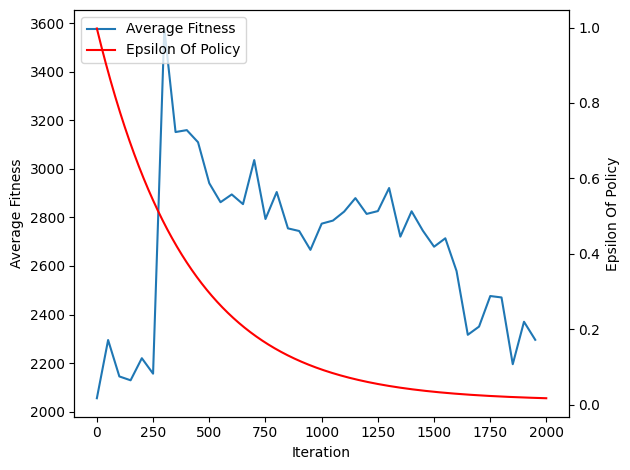 Average Fitness
Epsilon Of Policy
3600
3400
3200
3000
2800
2600
2400
2200
2000
Average Fitness
1.0
0.8
0.6
0.4
0.2
0.0
Epsilon Of Policy
0 250 500 750 1000 1250 1500 1750 2000
Iteration